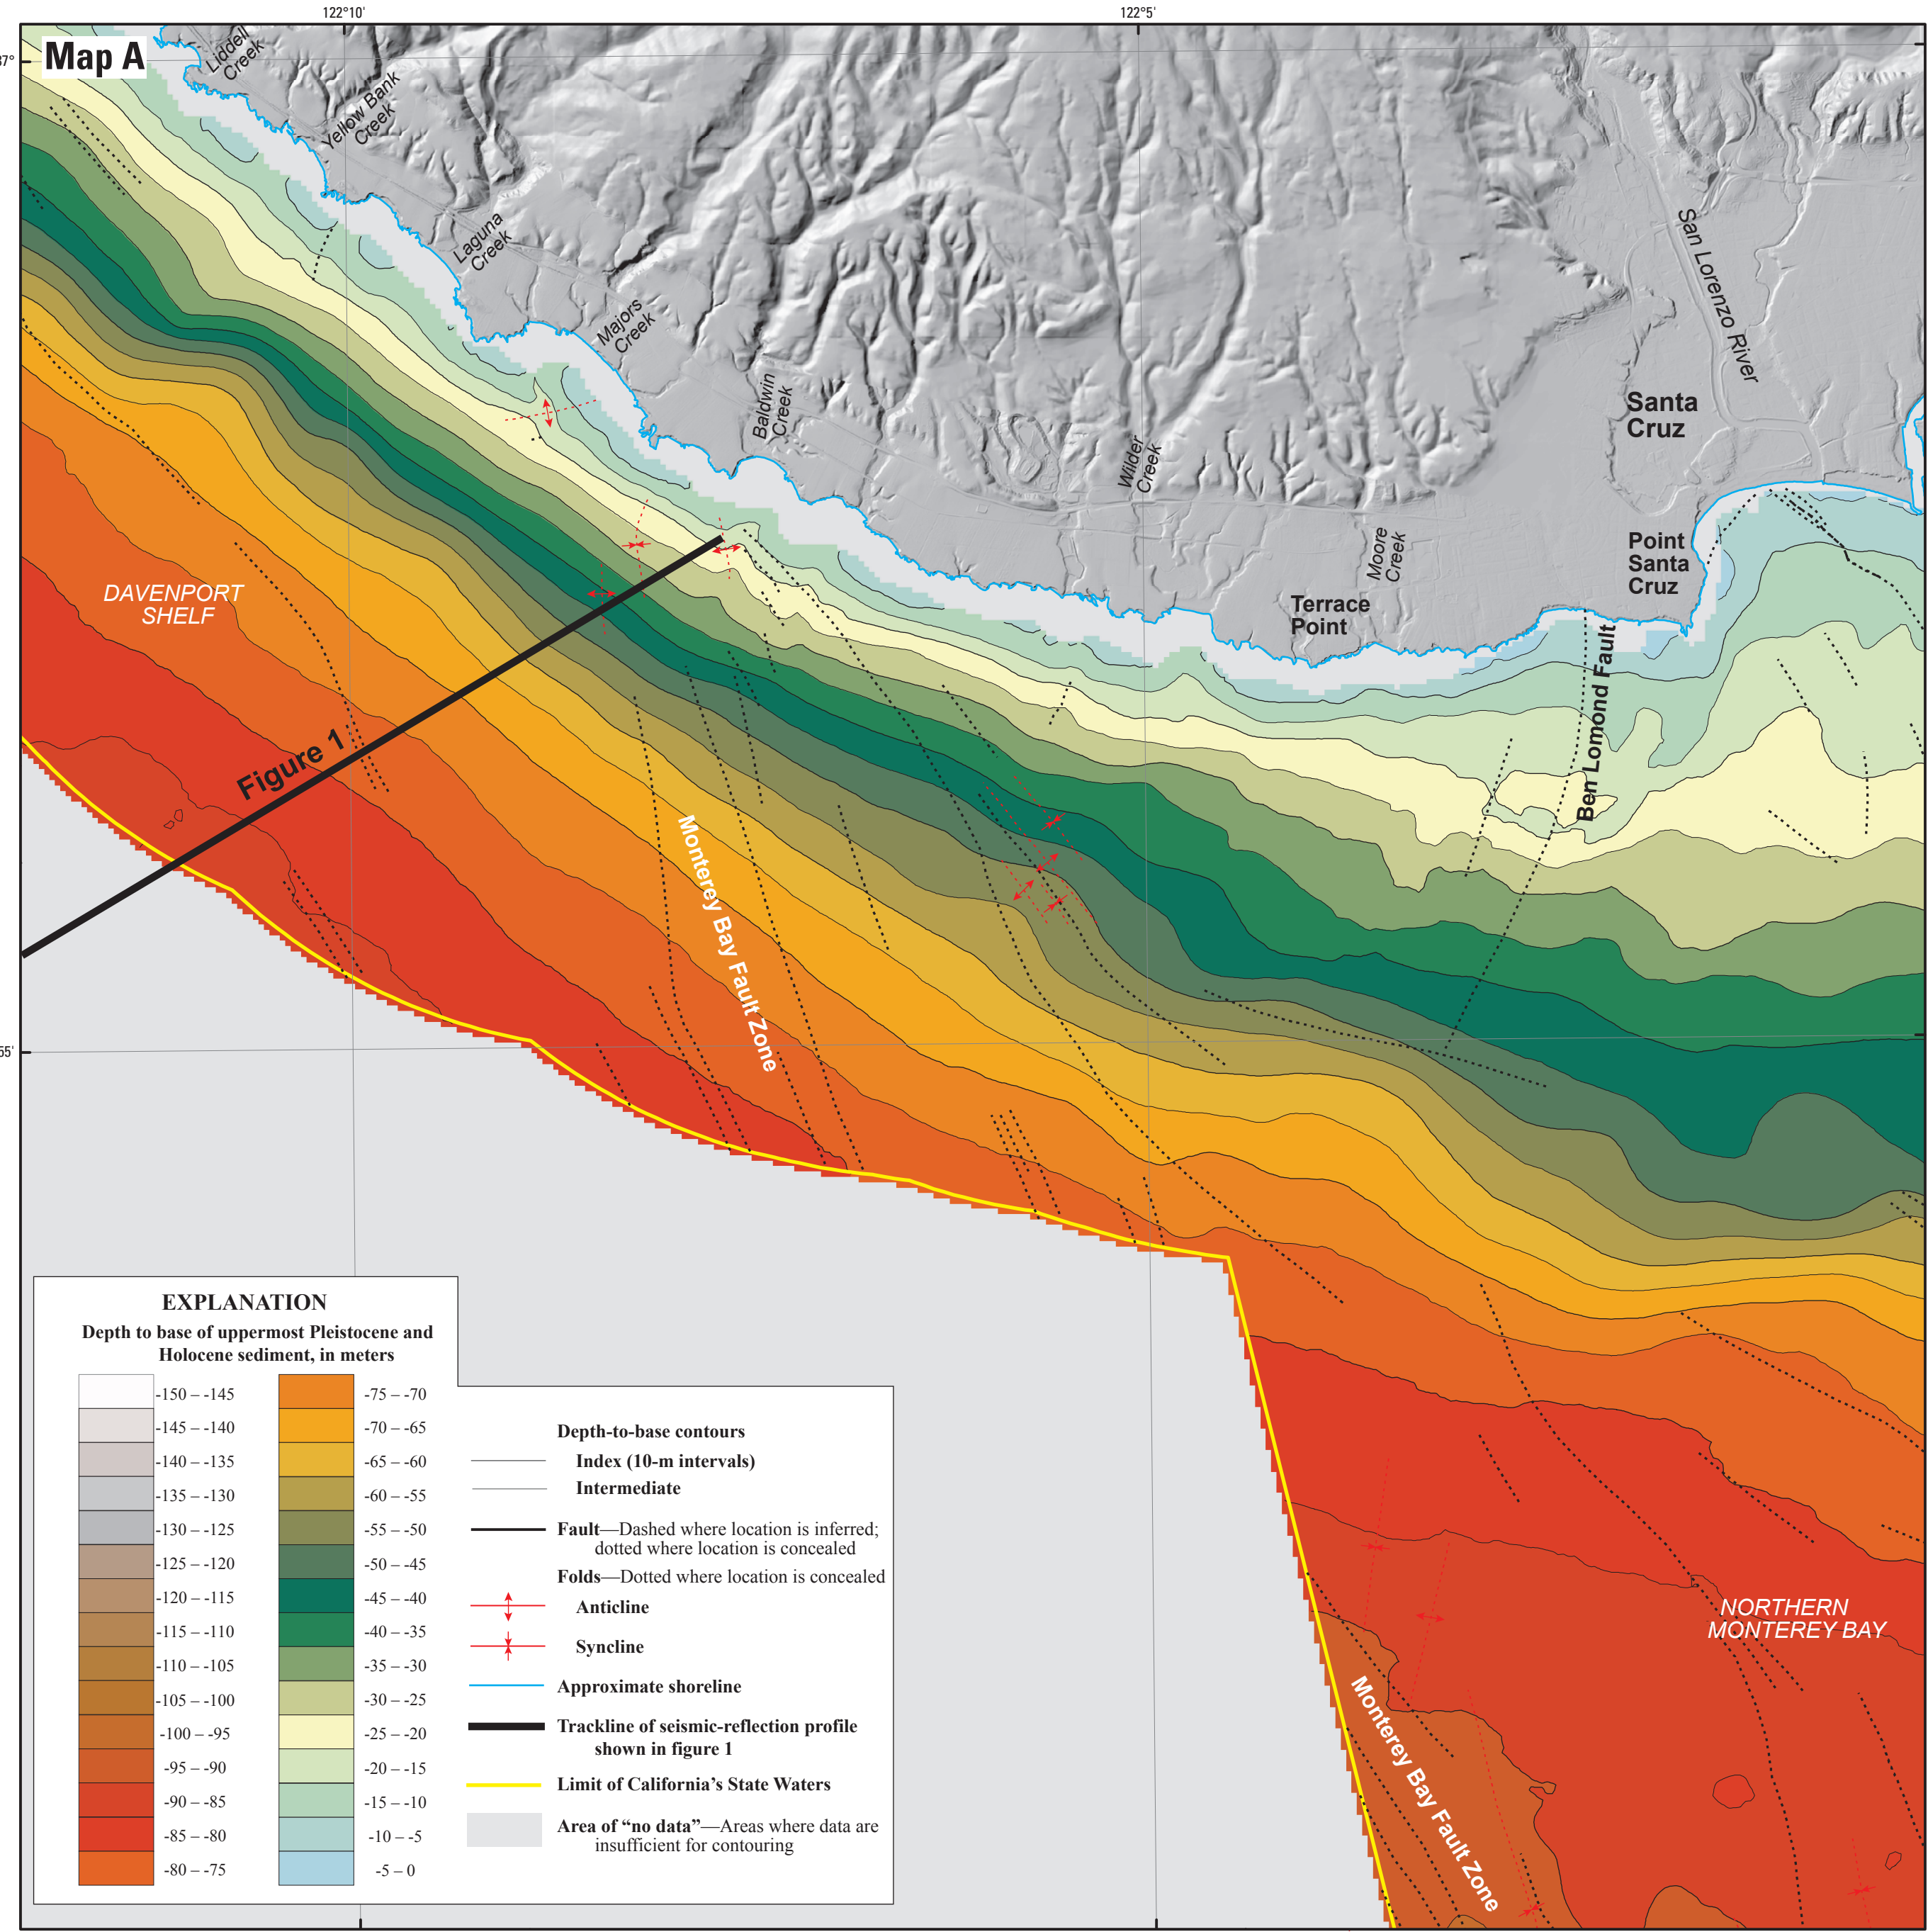 122°10'
122°5'
37°
Map A
Liddell
Creek
Yellow Bank
Creek
Laguna
Creek
Majors
Creek
Baldwin
Creek
Wilder
Creek
Moore
Creek
San Lorenzo River
Santa
Cruz
Point
Santa
Cruz
Terrace
Point
Ben Lomond Fault
DAVENPORT
SHELF
Figure 1
Monterey Bay Fault Zone
55'
NORTHERN
MONTEREY BAY
Monterey Bay Fault Zone
EXPLANATION
Depth to base of uppermost Pleistocene and
Holocene sediment, in meters
-150 – -145
-145 – -140
-140 – -135
-135 – -130
-130 – -125
-125 – -120
-120 – -115
-115 – -110
-110 – -105
-105 – -100
-100 – -95
-95 – -90
-90 – -85
-85 – -80
-80 – -75
-75 – -70
-70 – -65
-65 – -60
-60 – -55
-55 – -50
-50 – -45
-45 – -40
-40 – -35
-35 – -30
-30 – -25
-25 – -20
-20 – -15
-15 – -10
-10 – -5
-5 – 0
Depth-to-base contours
Index (10-m intervals)
Intermediate
Fault—Dashed where location is inferred;
dotted where location is concealed
Folds—Dotted where location is concealed
Anticline
Syncline
Approximate shoreline
Trackline of seismic-reflection profile
shown in figure 1
Limit of California’s State Waters
Area of “no data”—Areas where data are
insufficient for contouring